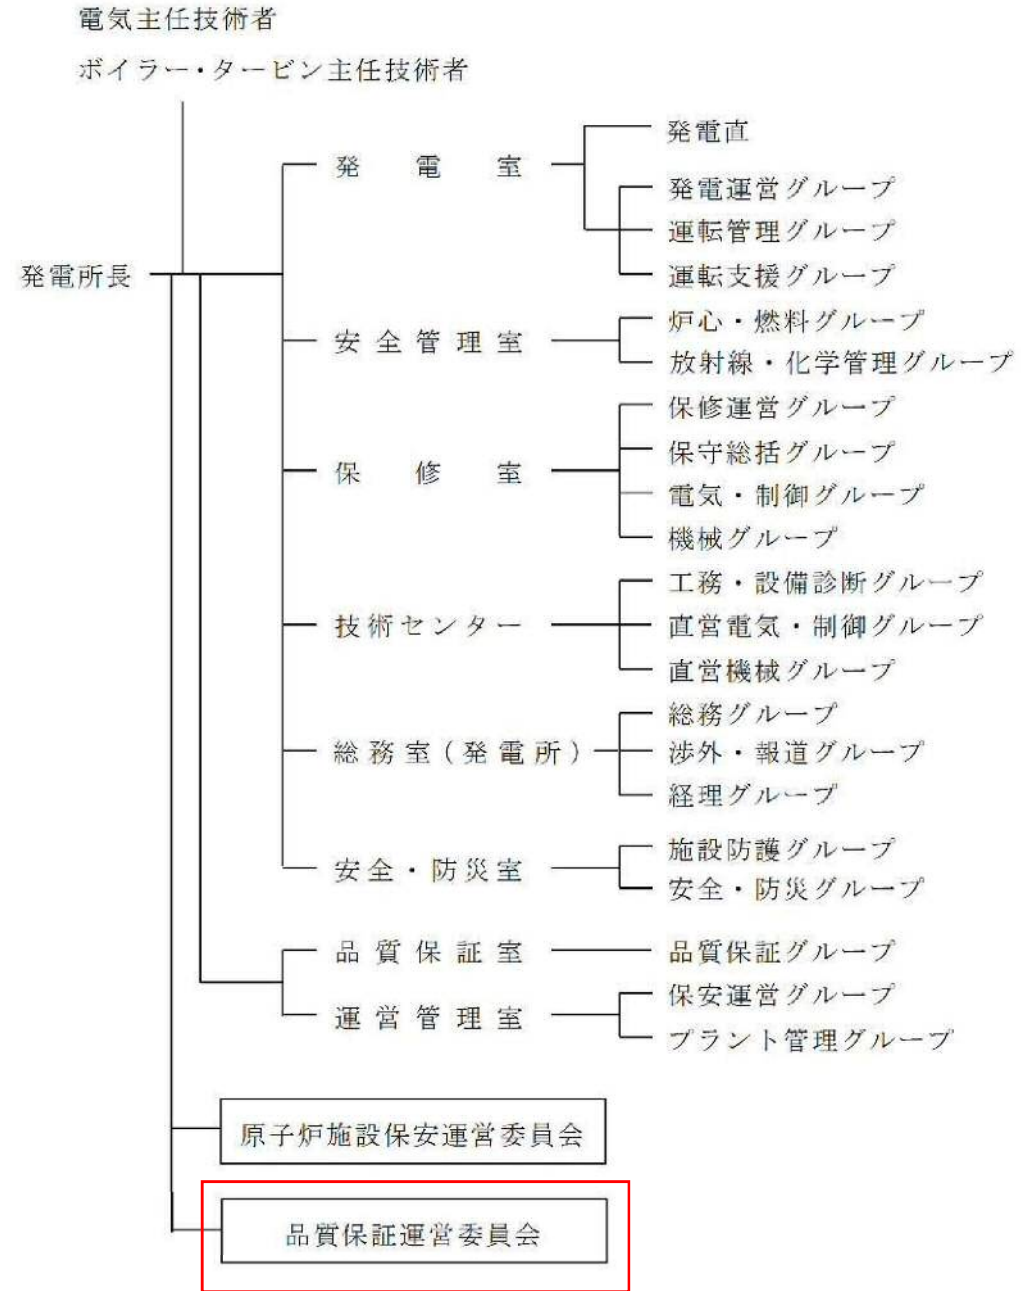 電気主任技術者
ボイラー・タービン主任技術者
発電所長
発電室
発電直
発電運営グループ
運転管理グループ
運転支援グループ
安全管理室
炉心・燃料グループ
放射線・化学管理グループ
保修室
保修運営グループ
保守総括グループ
電気・制御グループ
機械グループ
技術センター
工務・設備診断グループ
直営電気・制御グループ
直営機械グループ
総務室(発電所)
総務グループ
渉外・報道グループ
経理グループ
安全・防災室
施設防護グループ
安全・防災グループ
品質保証室
品質保証グループ
運営管理室
保安運営グループ
プラント管理グループ
原子炉施設保安運営委員会
品質保証運営委員会